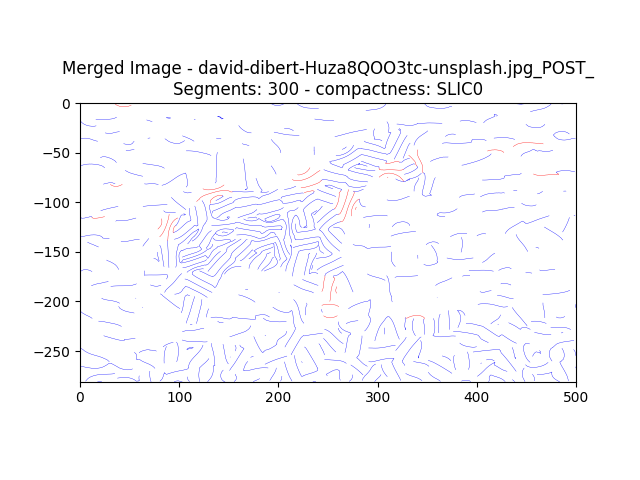 Merged Image - david-dibert-Huza8QOO3tc-unsplash.jpg_POST_
Segments: 300 - compactness: SLIC0
0
−50
−100
−150
−200
−250
0 100 200 300 400 500